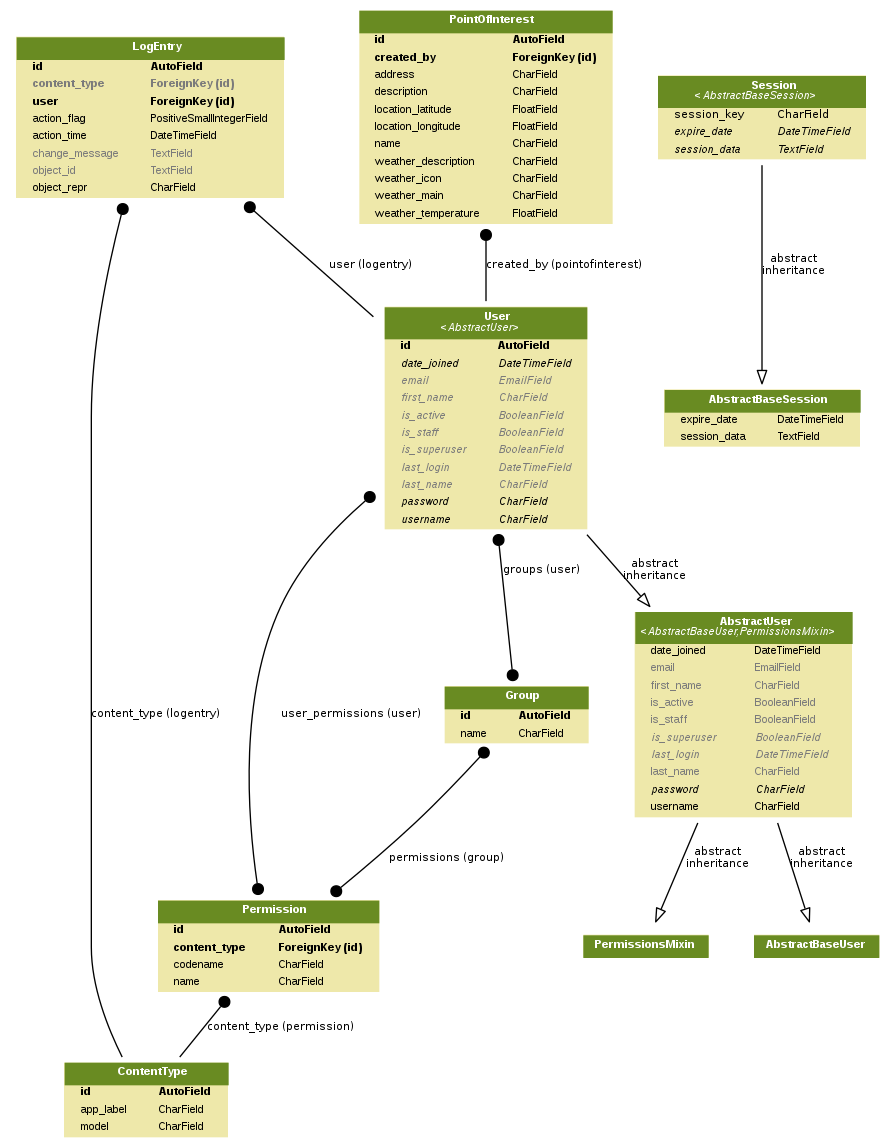 LogEntry
id AutoField
content_type ForeignKey (id)
user ForeignKey (id)
action_flag PositiveSmallIntegerField
action_time DateTimeField
change_message TextField
object_id TextField
object_repr CharField
PointOfInterest
id AutoField
created_by ForeignKey (id)
address CharField
description CharField
location_latitude FloatField
location_longitude FloatField
name CharField
weather_description CharField
weather_icon CharField
weather_main CharField
weather_temperature FloatField
Session
<AbstractBaseSession>
session_key CharField
expire_date DateTimeField
session_data TextField
user (logentry)
created_by (pointofinterest)
abstract
inheritance
User
<AbstractUser>
id AutoField
date_joined DateTimeField
email EmailField
first_name CharField
is_active BooleanField
is_staff BooleanField
is_superuser BooleanField
last_login DateTimeField
last_name CharField
password CharField
username CharField
AbstractBaseSession
expire_date DateTimeField
session_data TextField
groups (user)
abstract
inheritance
AbstractUser
<AbstractBaseUser,PermissionsMixin>
date_joined DateTimeField
email EmailField
first_name CharField
is_active BooleanField
is_staff BooleanField
is_superuser BooleanField
last_login DateTimeField
last_name CharField
password CharField
username CharField
Group
id AutoField
name CharField
content_type (logentry)
user_permissions (user)
permissions (group)
abstract
inheritance
abstract
inheritance
Permission
id AutoField
content_type ForeignKey (id)
codename CharField
name CharField
PermissionsMixin
AbstractBaseUser
content_type (permission)
ContentType
id AutoField
app_label CharField
model CharField